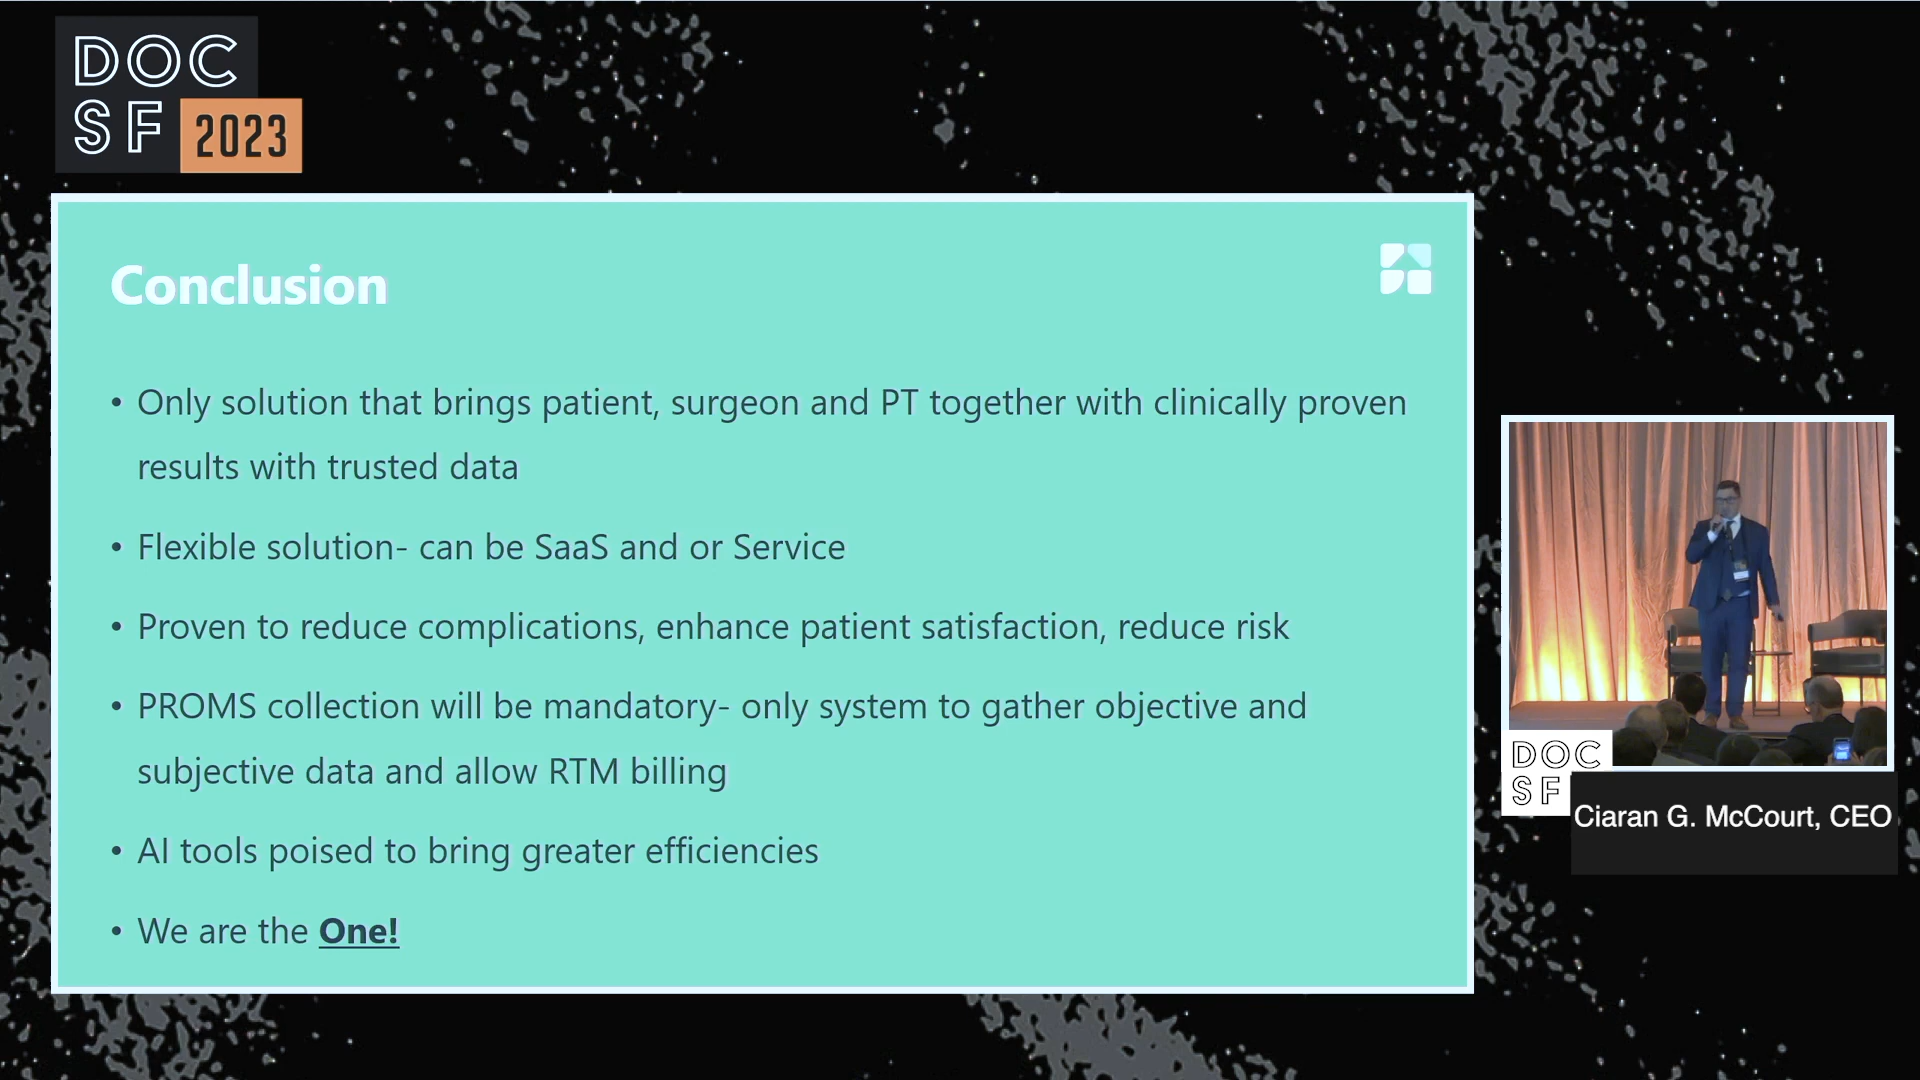 DOC
SF 2023
Conclusion
• Only solution that brings patient, surgeon and PT together with clinically proven
results with trusted data
• Flexible solution- can be SaaS and or Service
• Proven to reduce complications, enhance patient satisfaction, reduce risk
• PROMS collection will be mandatory- only system to gather objective and
subjective data and allow RTM billing
• AI tools poised to bring greater efficiencies
• We are the One!
DOC
SF
Ciaran G. McCourt, CEO